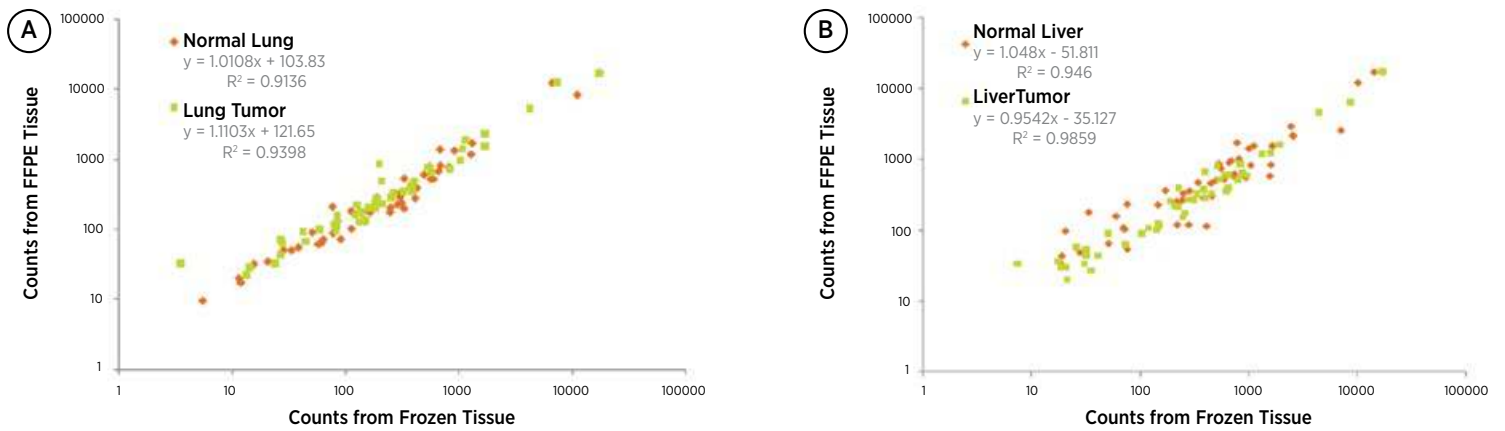 A
Counts from FFPE Tissue
100000
10000
1000
100
10
1
Normal Lung
y = 1.0108x + 103.83
R² = 0.9136
Lung Tumor
y = 1.1103x + 121.65
R² = 0.9398
1 10 100 1000 10000 100000
Counts from Frozen Tissue
B
Counts from FFPE Tissue
100000
10000
1000
100
10
1
Normal Liver
y = 1.048x - 51.811
R² = 0.946
LiverTumor
y = 0.9542x - 35.127
R² = 0.9859
1 10 100 1000 10000 100000
Counts from Frozen Tissue